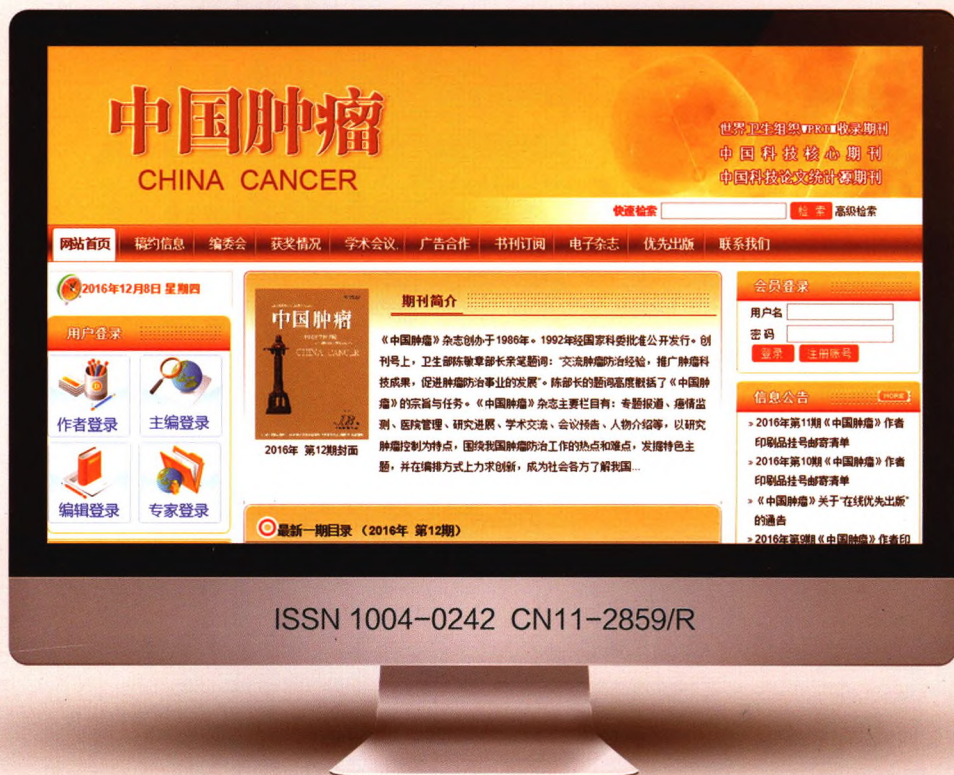 中国肿瘤
CHINA CANCER
世界卫生组织WPRIM收录期刊
中国科技核心期刊
中国科技论文统计源期刊
快速检索 检索 高级检索
网站首页 稿约信息 编委会 获奖情况 学术会议 广告合作 书刊订阅 电子杂志 优先出版 联系我们
2016年12月8日 星期四
用户登录
作者登录 主编登录
编辑登录 专家登录
中国肿瘤
CHINA CANCER
2016年 第12期封面
期刊简介
《中国肿瘤》杂志创办于1986年。1992年经国家科委批准公开发行。创
刊号上,卫生部陈敏章部长亲笔题词:“交流肿瘤防治经验,推广肿瘤科
技成果,促进肿瘤防治事业的发展”。陈部长的题词高度概括了《中国肿
瘤》的宗旨与任务。《中国肿瘤》杂志主要栏目有:专题报道、癌情监
测、医院管理、研究进展、学术交流、会议预告、人物介绍等,以研究
肿瘤控制为特点,围绕我国肿瘤防治工作的热点和难点,发挥特色主
题,并在编排方式上力求创新,成为社会各方了解我国...
最新一期目录 (2016年 第12期)
会员登录
用户名
密码
登录 注册账号
信息公告 HOME
» 2016年第11期《中国肿瘤》作者
印刷品挂号邮寄清单
» 2016年第10期《中国肿瘤》作者
印刷品挂号邮寄清单
» 《中国肿瘤》关于“在线优先出版”
的通告
» 2016年第9期《中国肿瘤》作者印
ISSN 1004-0242 CN11-2859/R